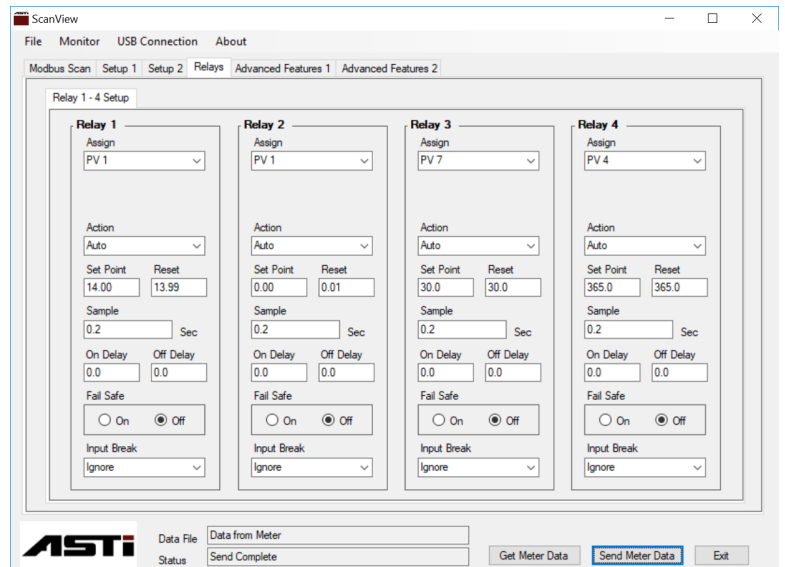 ScanView
File Monitor USB Connection About
Modbus Scan Setup 1 Setup 2 Relays Advanced Features 1 Advanced Features 2
Relay 1 - 4 Setup
Relay 1 Relay 2 Relay 3 Relay 4
Assign Assign Assign Assign
PV 1 PV 1 PV 7 PV 4
Action Action Action Action
Auto Auto Auto Auto
Set Point Reset Set Point Reset Set Point Reset Set Point Reset
14.00 13.99 0.00 0.01 30.0 30.0 365.0 365.0
Sample Sample Sample Sample
0.2 Sec 0.2 Sec 0.2 Sec 0.2 Sec
On Delay Off Delay On Delay Off Delay On Delay Off Delay On Delay Off Delay
0.0 0.0 0.0 0.0 0.0 0.0 0.0 0.0
Fail Safe Fail Safe Fail Safe Fail Safe
On Off On Off On Off On Off
Input Break Input Break Input Break Input Break
Ignore Ignore Ignore Ignore
ASTi
Data File Data from Meter
Status Send Complete Get Meter Data Send Meter Data Exit